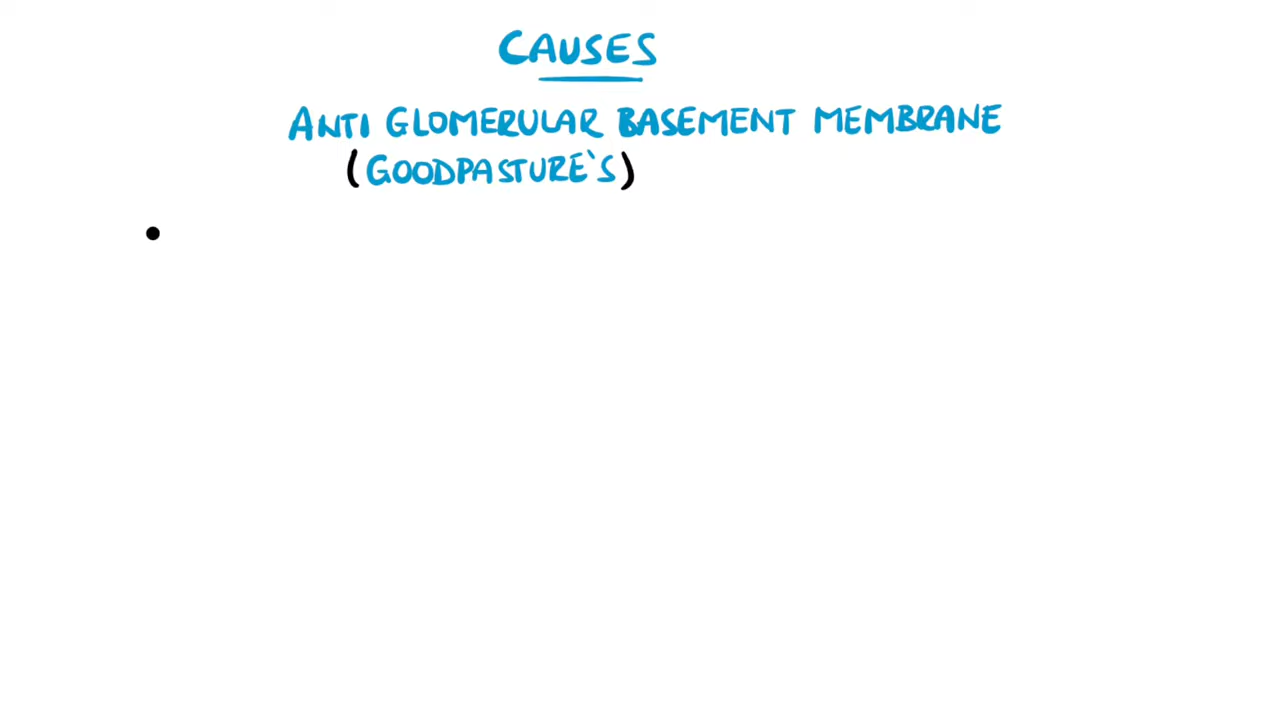 CAUSES
ANTI GLOMERULAR BASEMENT MEMBRANE
(GOODPASTURE`S)
•